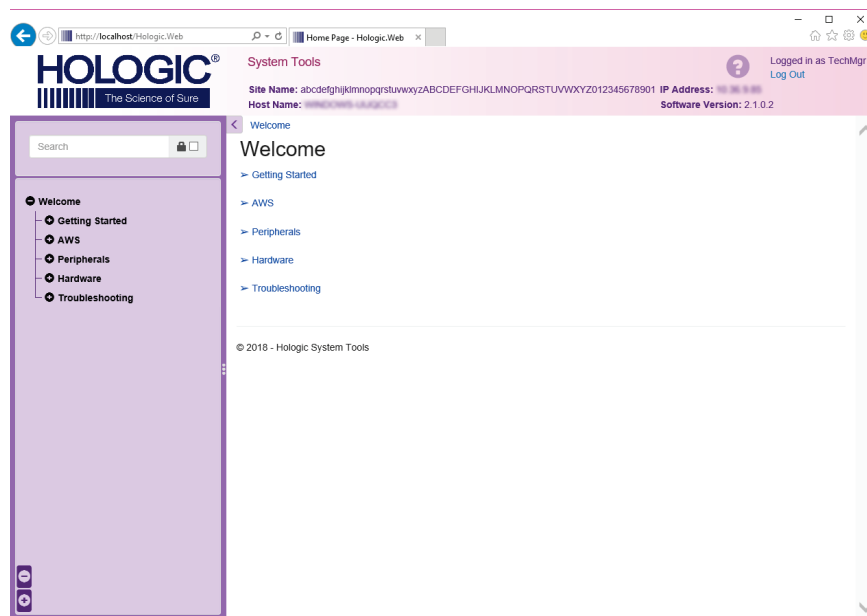 http://localhost/Hologic.Web
Home Page - Hologic.Web
HOLOGIC®
The Science of Sure
System Tools
Logged in as TechMgr
Log Out
Site Name: abcdefghijklmnopqrstuvwxyzABCDEFGHIJKLMNOPQRSTUVWXYZ012345678901 IP Address:
Host Name:
Software Version: 2.1.0.2
Search
Welcome
Getting Started
AWS
Peripherals
Hardware
Troubleshooting
Welcome
Welcome
➢ Getting Started
➢ AWS
➢ Peripherals
➢ Hardware
➢ Troubleshooting
© 2018 - Hologic System Tools